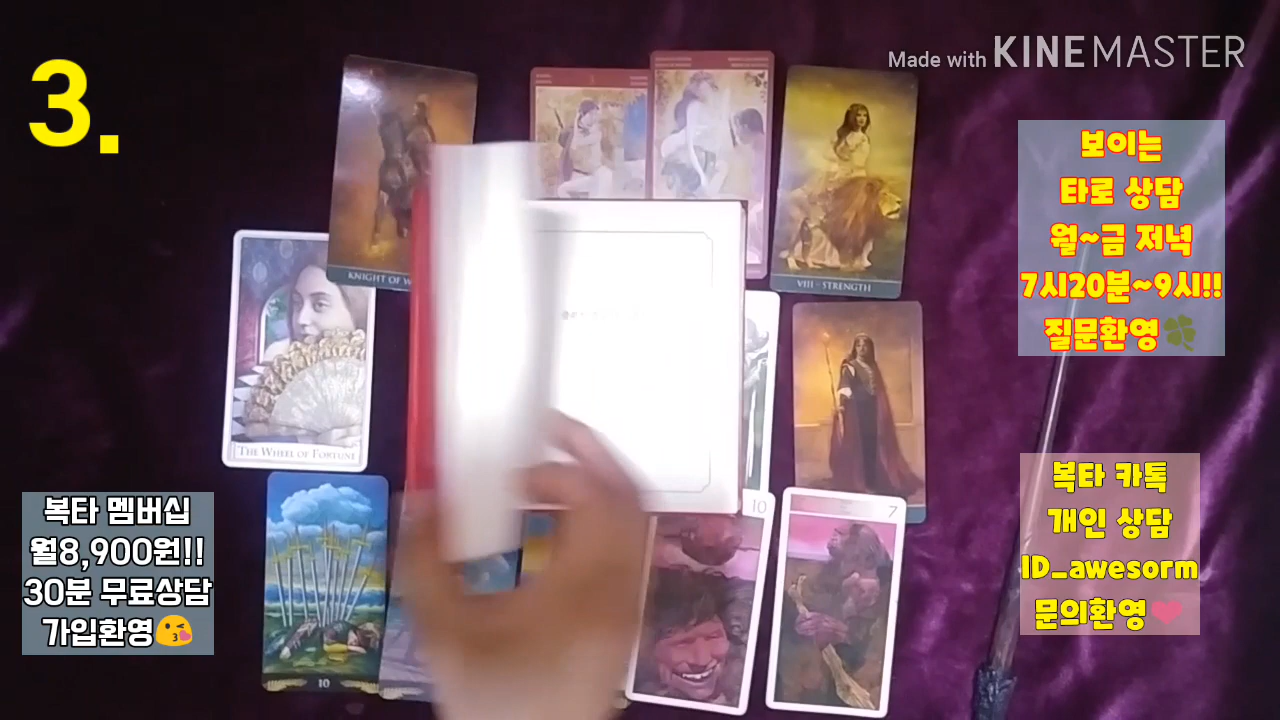 3.
Made with KINEMASTER
보이는
타로 상담
월~금 저녁
7시20분~9시!!
질문환영🍀
KNIGHT OF W
VIII - STRENGTH
THE WHEEL OF FORTUNE
10
10
7
복타 멤버십
월8,900원!!
30분 무료상담
가입환영😘
복타 카톡
개인 상담
ID_awesorm
문의환영❤